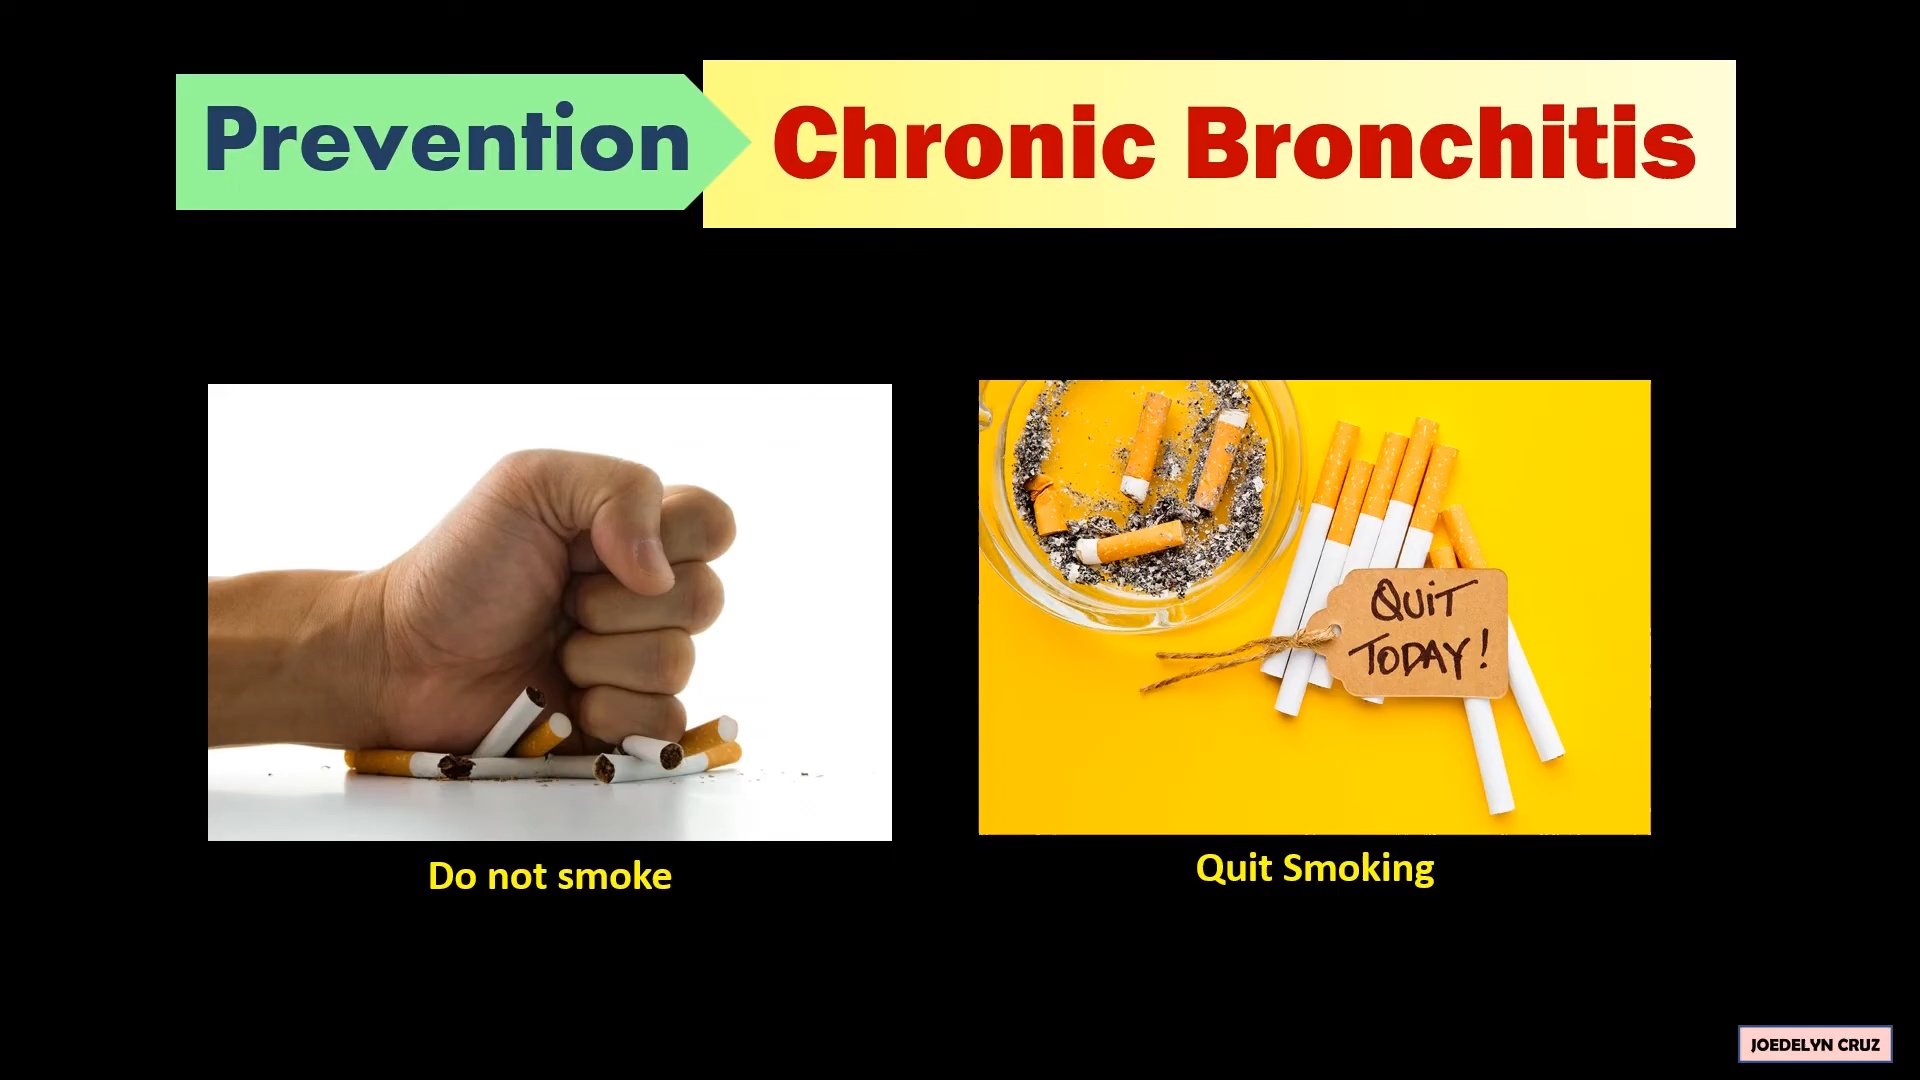 Prevention
Chronic Bronchitis
QUIT
TODAY!
Do not smoke
Quit Smoking
JOEDELYN CRUZ